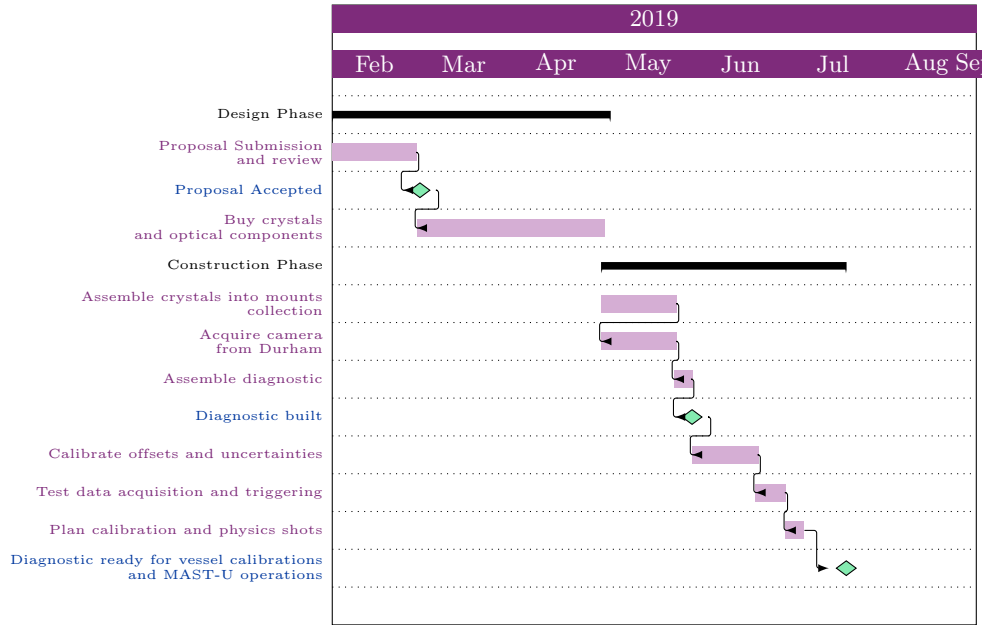 2019
Feb Mar Apr May Jun Jul Aug Sep
Design Phase
Proposal Submission
and review
Proposal Accepted
Buy crystals
and optical components
Construction Phase
Assemble crystals into mounts
collection
Acquire camera
from Durham
Assemble diagnostic
Diagnostic built
Calibrate offsets and uncertainties
Test data acquisition and triggering
Plan calibration and physics shots
Diagnostic ready for vessel calibrations
and MAST-U operations